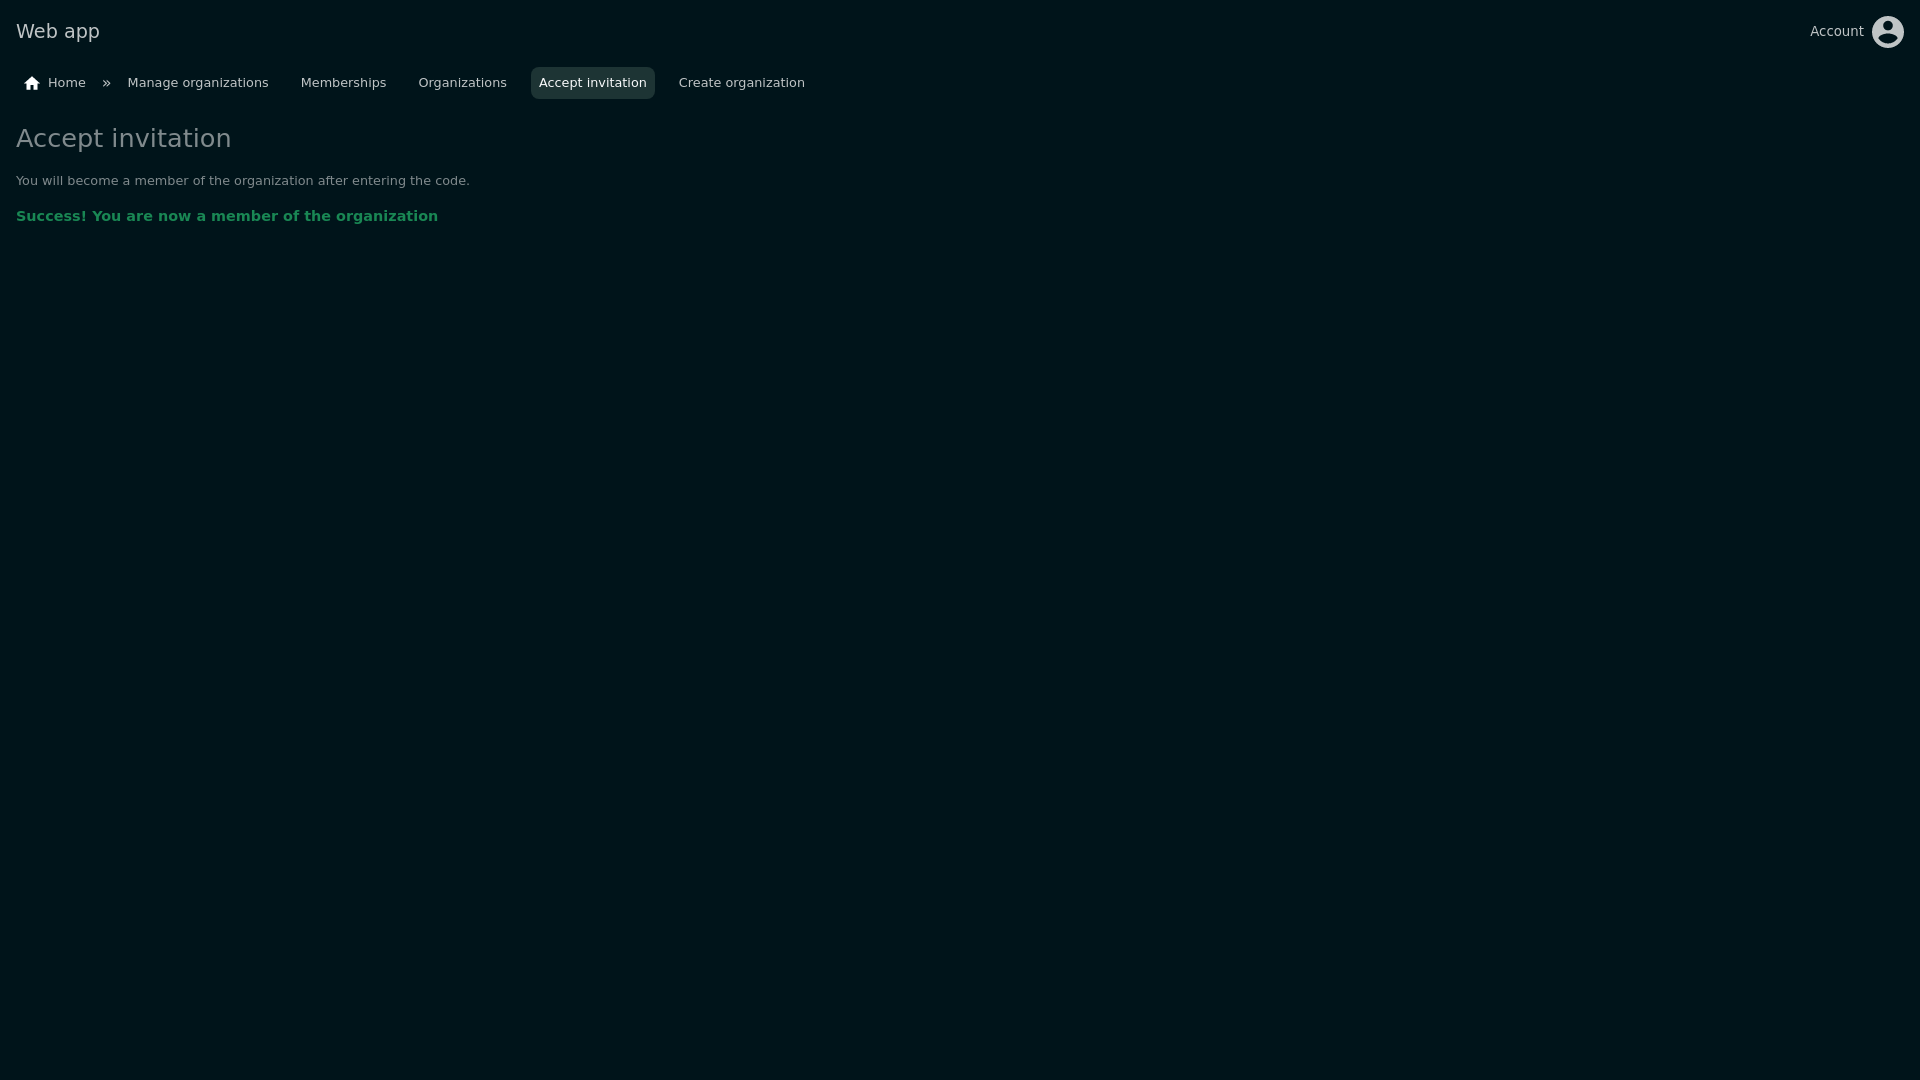 Web app
Account
Home » Manage organizations Memberships Organizations Accept invitation Create organization
Accept invitation
You will become a member of the organization after entering the code.
Success! You are now a member of the organization